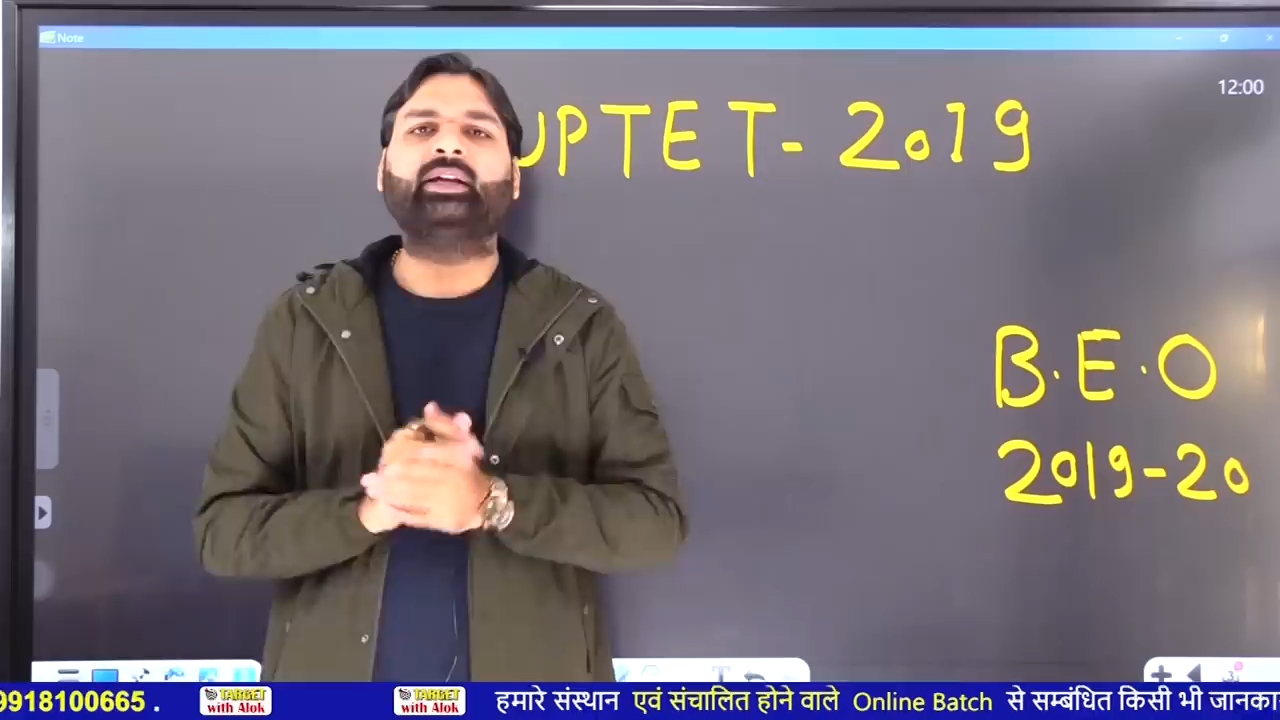 Note
12:00
UPTET-2019
B.E.O
2019-20
9918100665 . TARGET with Alok TARGET with Alok हमारे संस्थान एवं संचालित होने वाले Online Batch से सम्बंधित किसी भी जानका